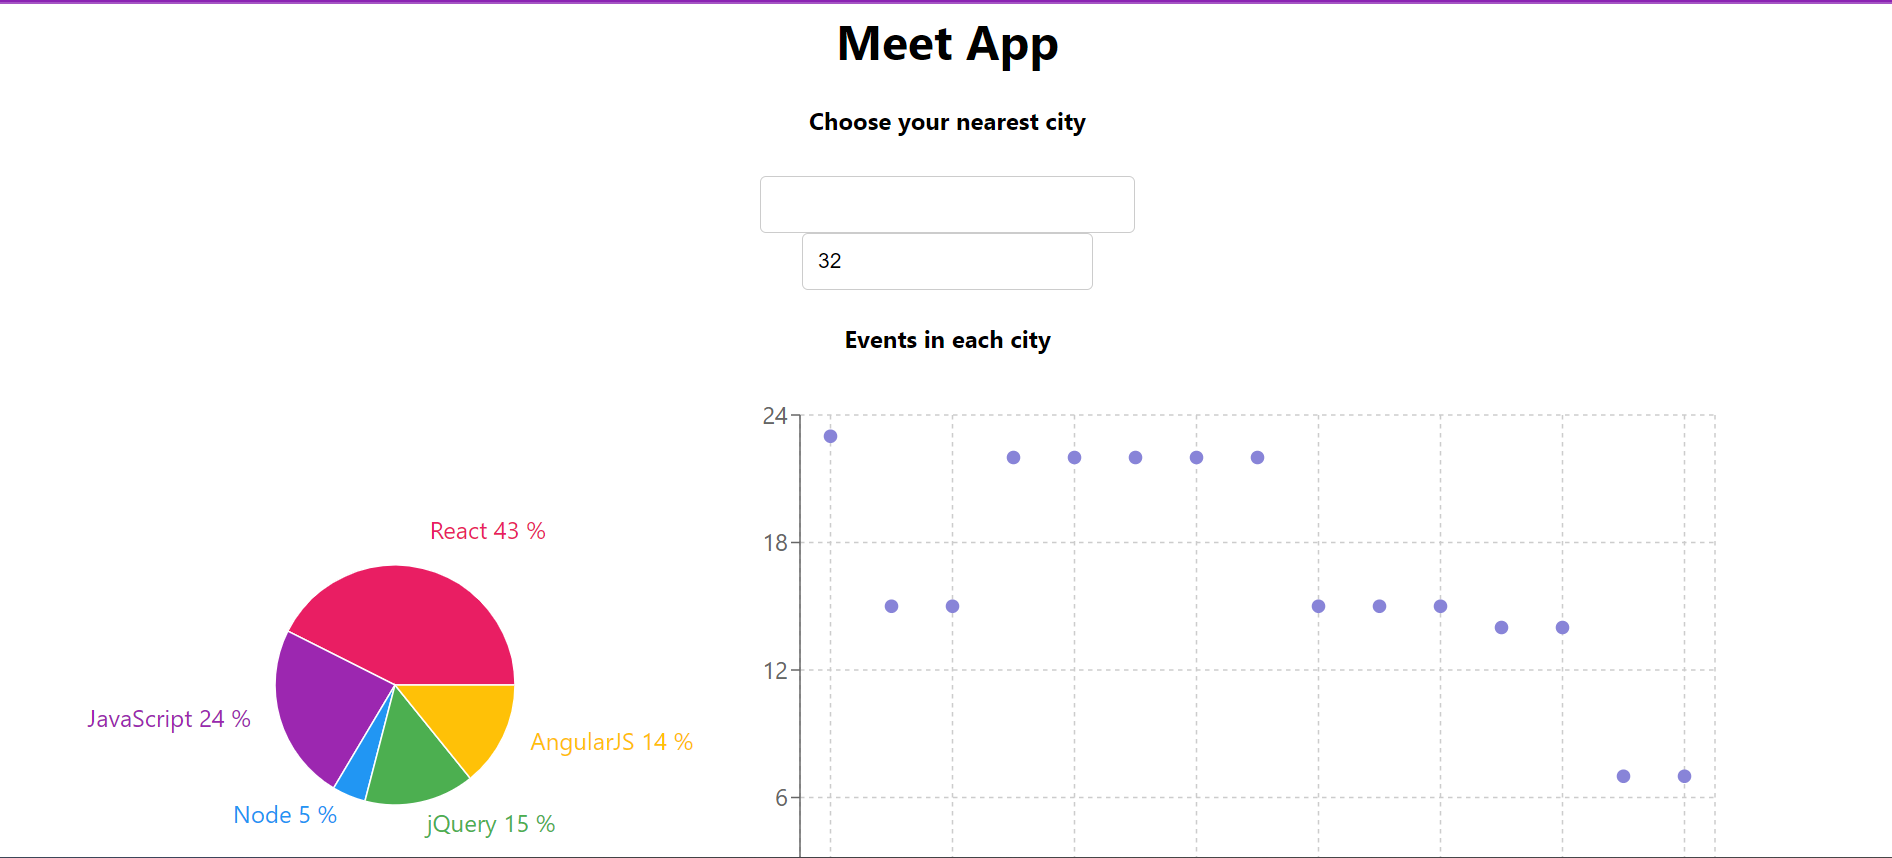 Meet App
Choose your nearest city
32
Events in each city
React 43 %
JavaScript 24 %
Node 5 %
jQuery 15 %
AngularJS 14 %
24
18
12
6